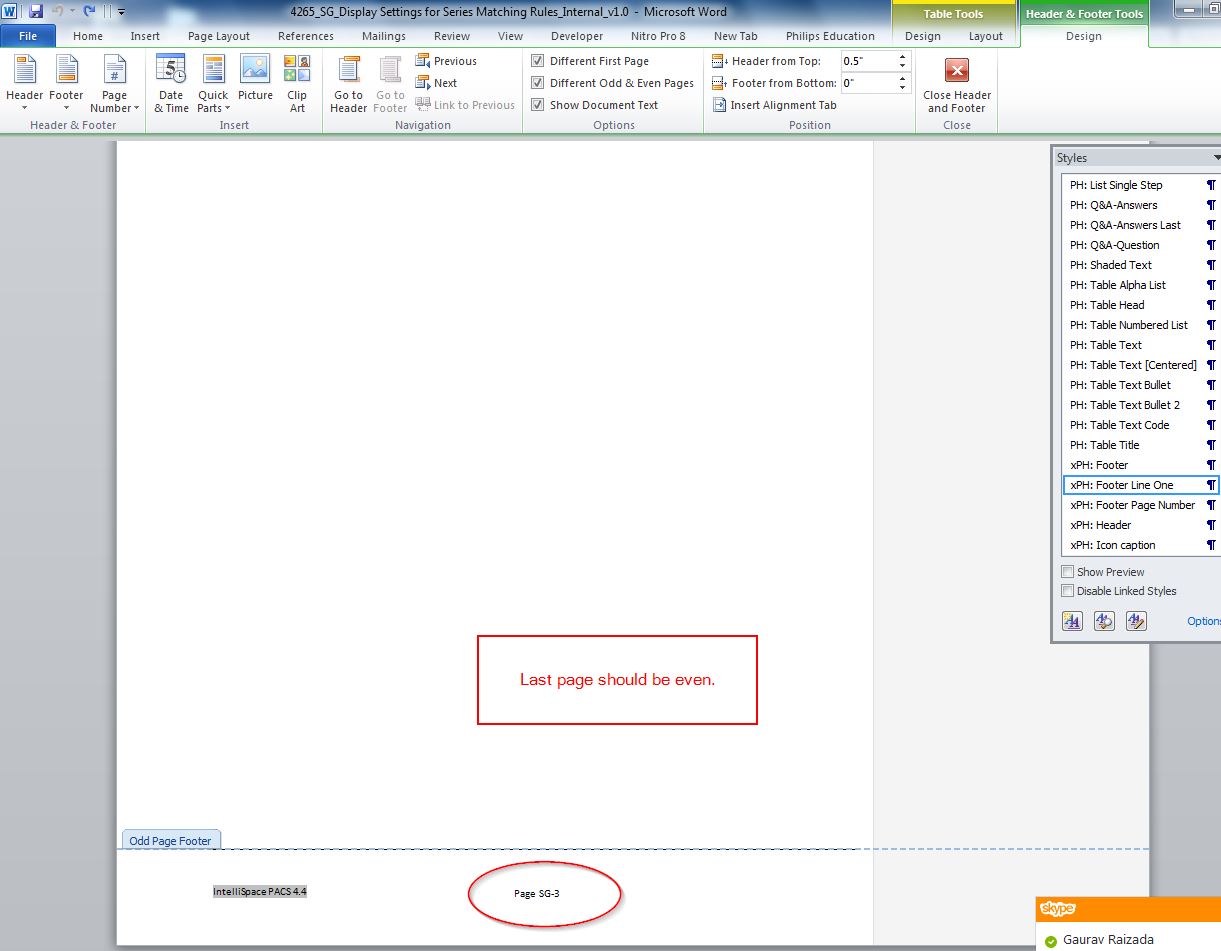 4265_SG_Display Settings for Series Matching Rules_Internal_v1.0 - Microsoft Word
Table Tools
Header & Footer Tools
File Home Insert Page Layout References Mailings Review View Developer Nitro Pro 8 New Tab Philips Education Design Layout Design
Header
Footer
Page
Number
Header & Footer
Date
& Time
Quick
Parts
Picture
Clip
Art
Insert
Go to
Header
Go to
Footer
Previous
Next
Link to Previous
Navigation
Different First Page
Different Odd & Even Pages
Show Document Text
Options
Header from Top: 0.5"
Footer from Bottom: 0"
Insert Alignment Tab
Position
Close Header
and Footer
Close
Styles
PH: List Single Step
PH: Q&A-Answers
PH: Q&A-Answers Last
PH: Q&A-Question
PH: Shaded Text
PH: Table Alpha List
PH: Table Head
PH: Table Numbered List
PH: Table Text
PH: Table Text [Centered]
PH: Table Text Bullet
PH: Table Text Bullet 2
PH: Table Text Code
PH: Table Title
xPH: Footer
xPH: Footer Line One
xPH: Footer Page Number
xPH: Header
xPH: Icon caption
Show Preview
Disable Linked Styles
Options
Last page should be even.
Odd Page Footer
IntelliSpace PACS 4.4
Page SG-3
skype
Gaurav Raizada